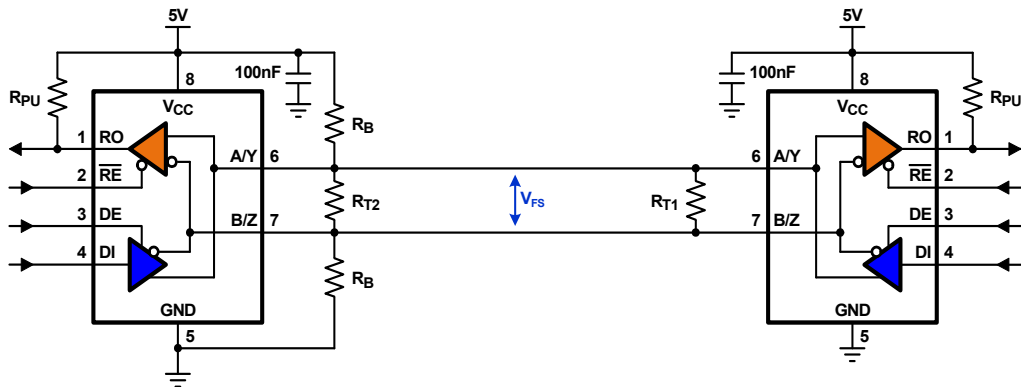 5V
5V
100nF
8
100nF
8
RPU
VCC
RB
VCC
RPU
1 RO
RO 1
A/Y 6
6 A/Y
2 RE
RE 2
RT2
VFS
RT1
3 DE
DE 3
B/Z 7
7 B/Z
4 DI
DI 4
RB
GND
GND
5
5